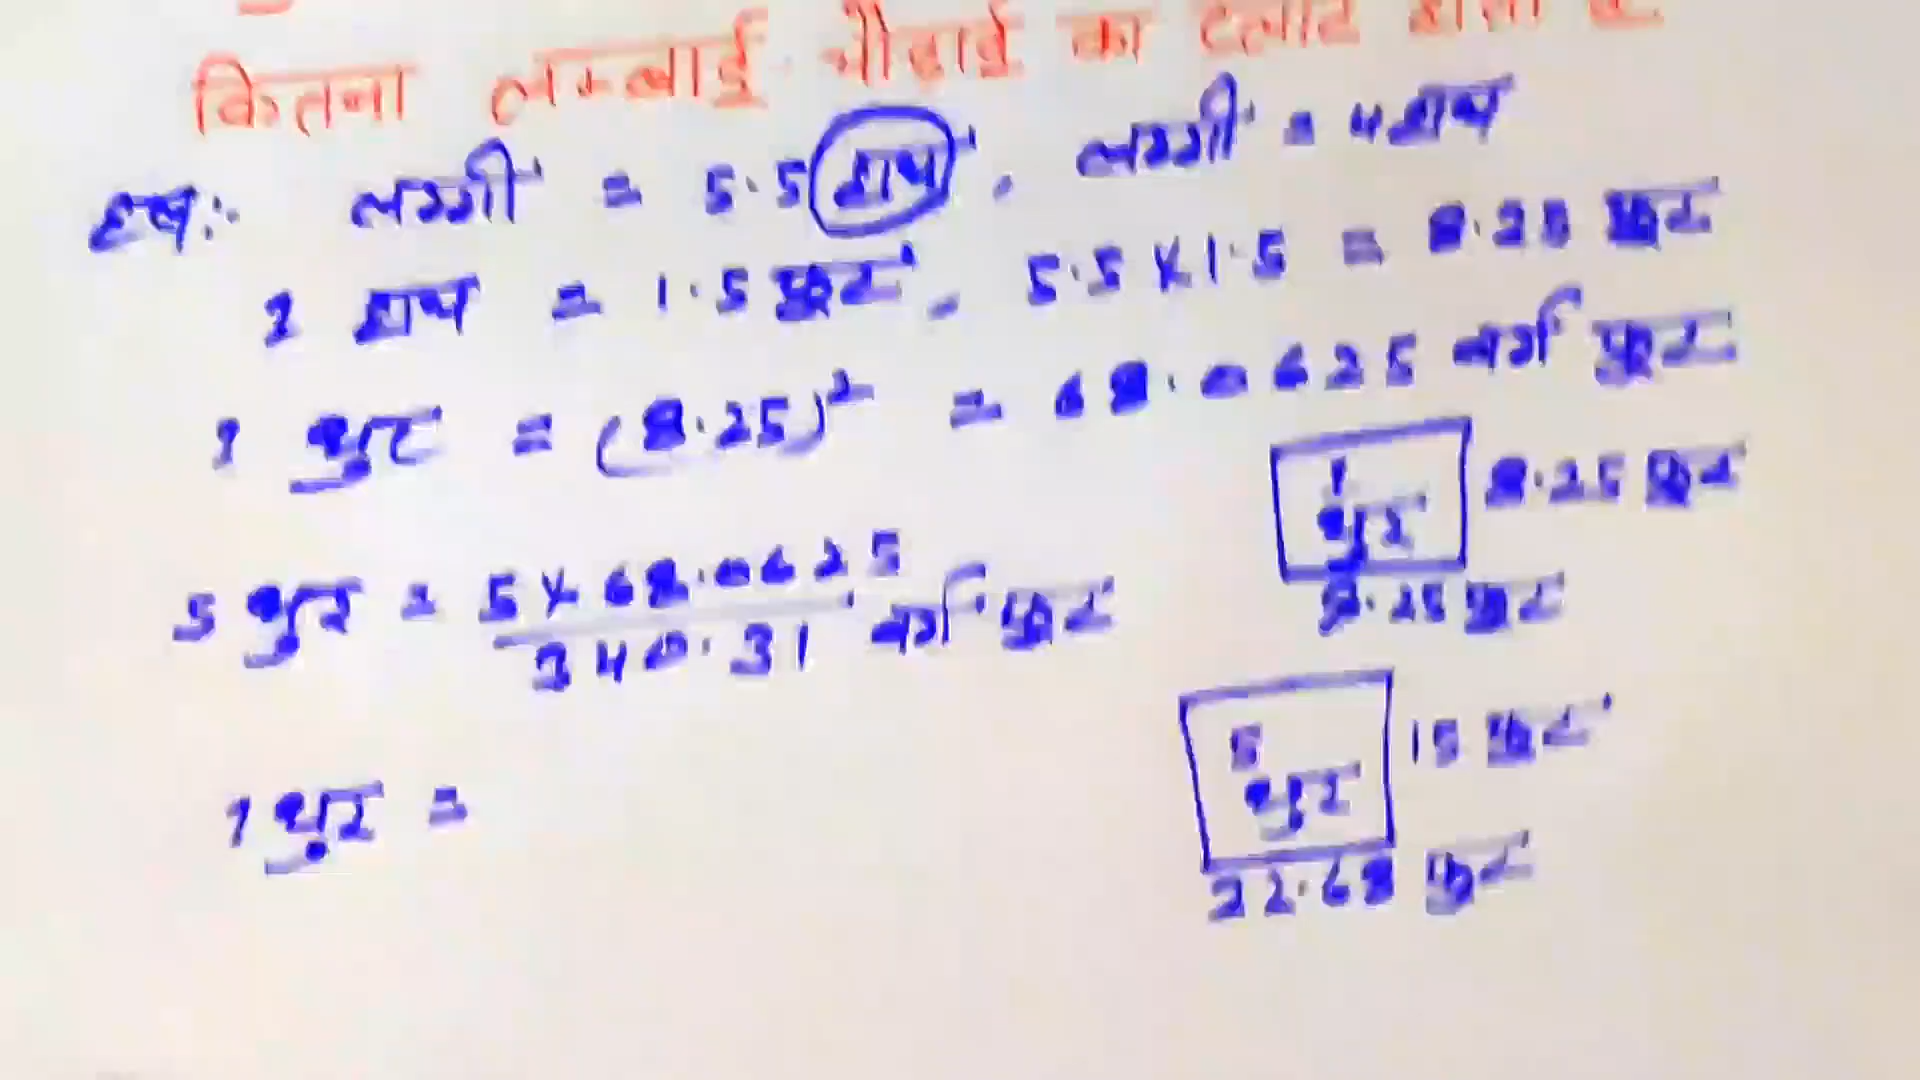 कितना लम्बाई चौड़ाई का प्लाट होता है
हल:- लग्गी = 5.5 हाथ, लग्गी = 4 हाथ
1 हाथ = 1.5 फुट, 5.5 x 1.5 = 8.25 फुट
1 धुर = (8.25)² = 68.0625 वर्ग फुट
1 धुर 8.25 फुट
8.25 फुट
5 धुर = 5 x 68.0625
340.31 वर्ग फुट
5 धुर 15 फुट
22.68 फुट
1 धुर =